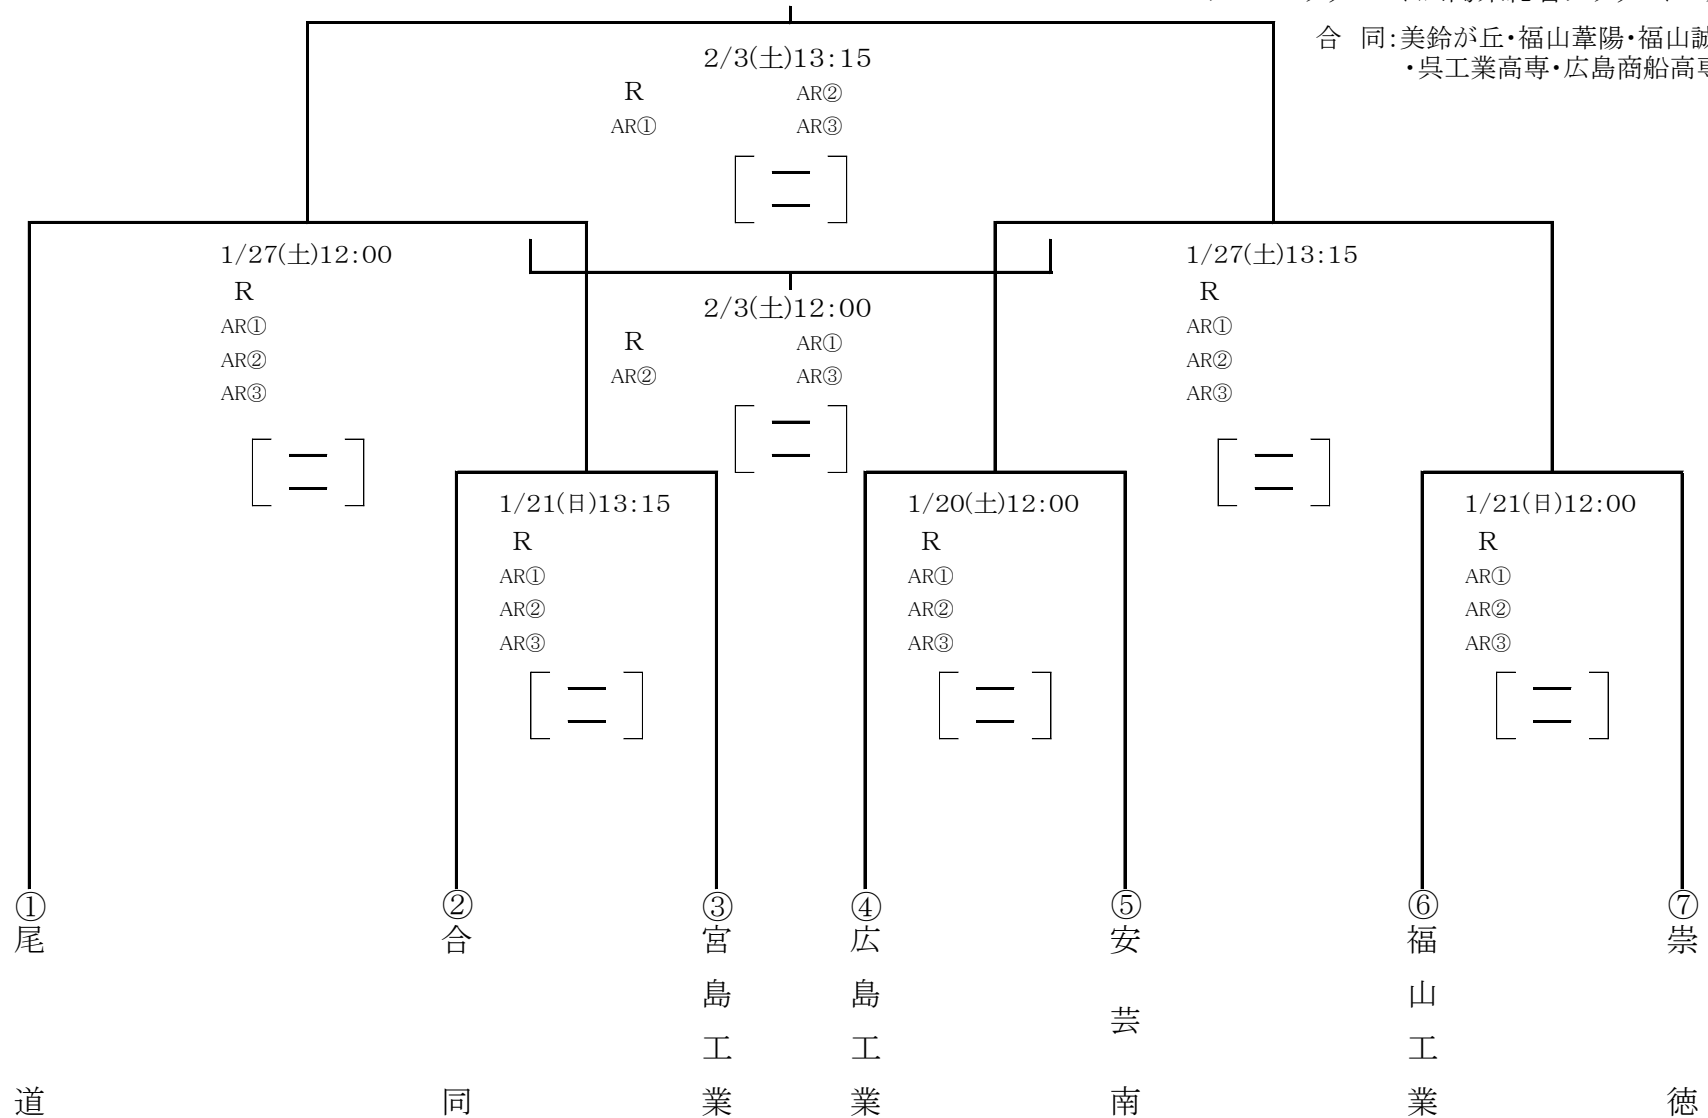 合 同:美鈴が丘・福山葦陽・福山誠
・呉工業高専・広島商船高専
2/3(土)13:15
R AR②
AR① AR③
1/27(土)12:00
R
AR①
AR②
AR③
2/3(土)12:00
R AR①
AR② AR③
1/27(土)13:15
R
AR①
AR②
AR③
1/21(日)13:15
R
AR①
AR②
AR③
1/20(土)12:00
R
AR①
AR②
AR③
1/21(日)12:00
R
AR①
AR②
AR③
①尾道
②合同
③宮島工業
④広島工業
⑤安芸南
⑥福山工業
⑦崇徳